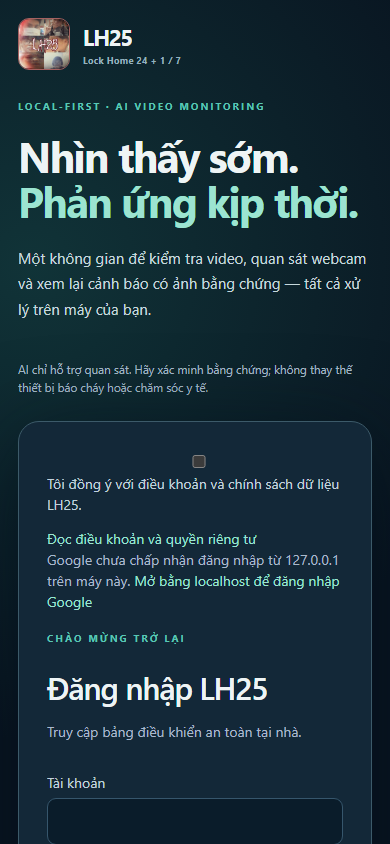 LH25
LH25
Lock Home 24 + 1 / 7
LOCAL-FIRST • AI VIDEO MONITORING
Nhìn thấy sớm.
Phản ứng kịp thời.
Một không gian để kiểm tra video, quan sát webcam
và xem lại cảnh báo có ảnh bằng chứng — tất cả xử
lý trên máy của bạn.
AI chỉ hỗ trợ quan sát. Hãy xác minh bằng chứng; không thay thế
thiết bị báo cháy hoặc chăm sóc y tế.
Tôi đồng ý với điều khoản và chính sách dữ liệu
LH25.
Đọc điều khoản và quyền riêng tư
Google chưa chấp nhận đăng nhập từ 127.0.0.1
trên máy này. Mở bằng localhost để đăng nhập
Google
CHÀO MỪNG TRỞ LẠI
Đăng nhập LH25
Truy cập bảng điều khiển an toàn tại nhà.
Tài khoản